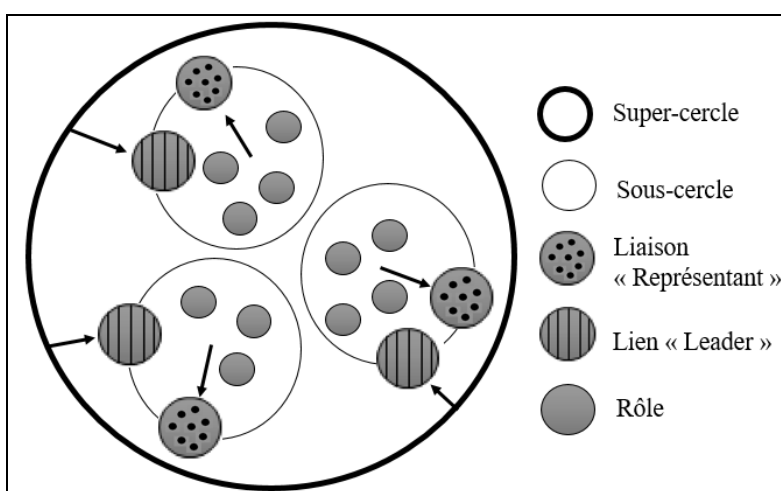 Super-cercle
Sous-cercle
Liaison
« Représentant »
Lien « Leader »
Rôle